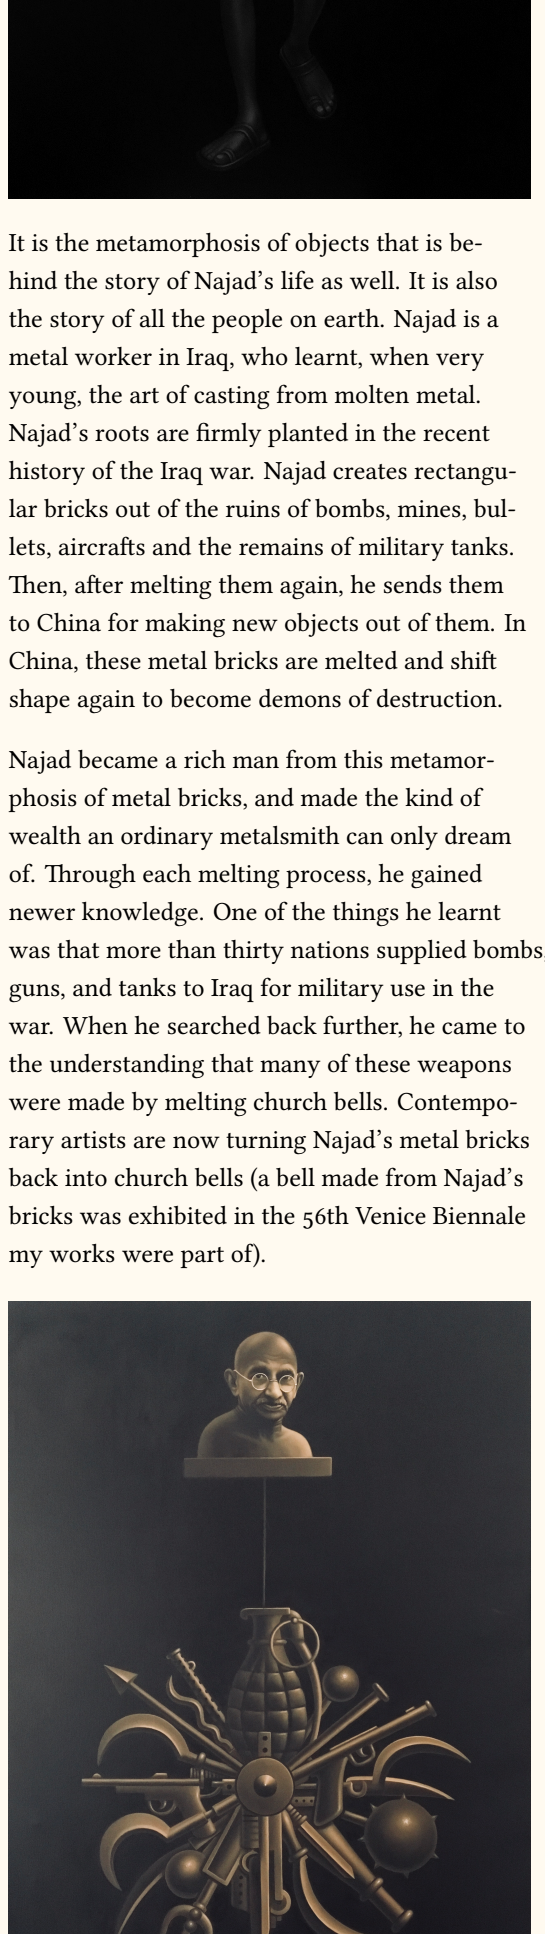 It is the metamorphosis of objects that is be-
hind the story of Najad’s life as well. It is also
the story of all the people on earth. Najad is a
metal worker in Iraq, who learnt, when very
young, the art of casting from molten metal.
Najad’s roots are firmly planted in the recent
history of the Iraq war. Najad creates rectangu-
lar bricks out of the ruins of bombs, mines, bul-
lets, aircrafts and the remains of military tanks.
Then, after melting them again, he sends them
to China for making new objects out of them. In
China, these metal bricks are melted and shift
shape again to become demons of destruction.
Najad became a rich man from this metamor-
phosis of metal bricks, and made the kind of
wealth an ordinary metalsmith can only dream
of. Through each melting process, he gained
newer knowledge. One of the things he learnt
was that more than thirty nations supplied bombs,
guns, and tanks to Iraq for military use in the
war. When he searched back further, he came to
the understanding that many of these weapons
were made by melting church bells. Contempo-
rary artists are now turning Najad’s metal bricks
back into church bells (a bell made from Najad’s
bricks was exhibited in the 56th Venice Biennale
my works were part of).